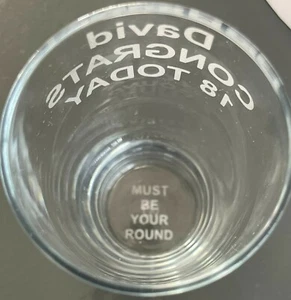 David
CONGRATS
18 TODAY
MUST
BE
YOUR
ROUND